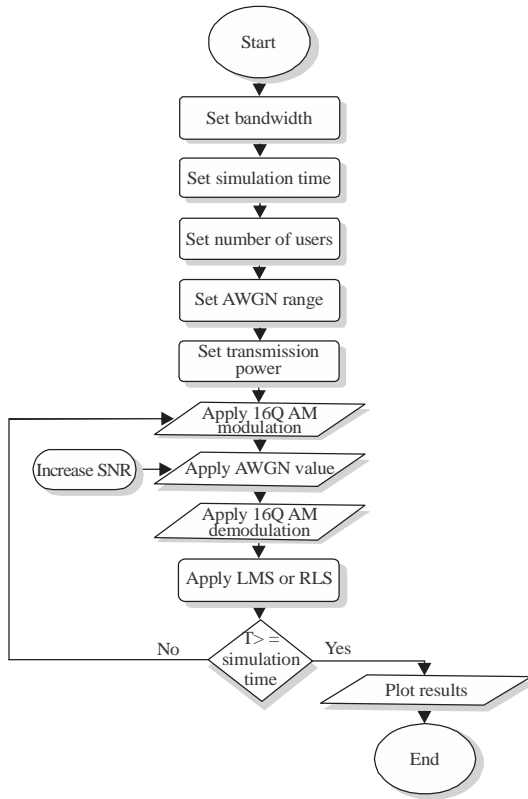 Start
Set bandwidth
Set simulation time
Set number of users
Set AWGN range
Set transmission
power
Apply 16Q AM
modulation
Increase SNR
Apply AWGN value
Apply 16Q AM
demodulation
Apply LMS or RLS
T> =
simulation
time
No
Yes
Plot results
End